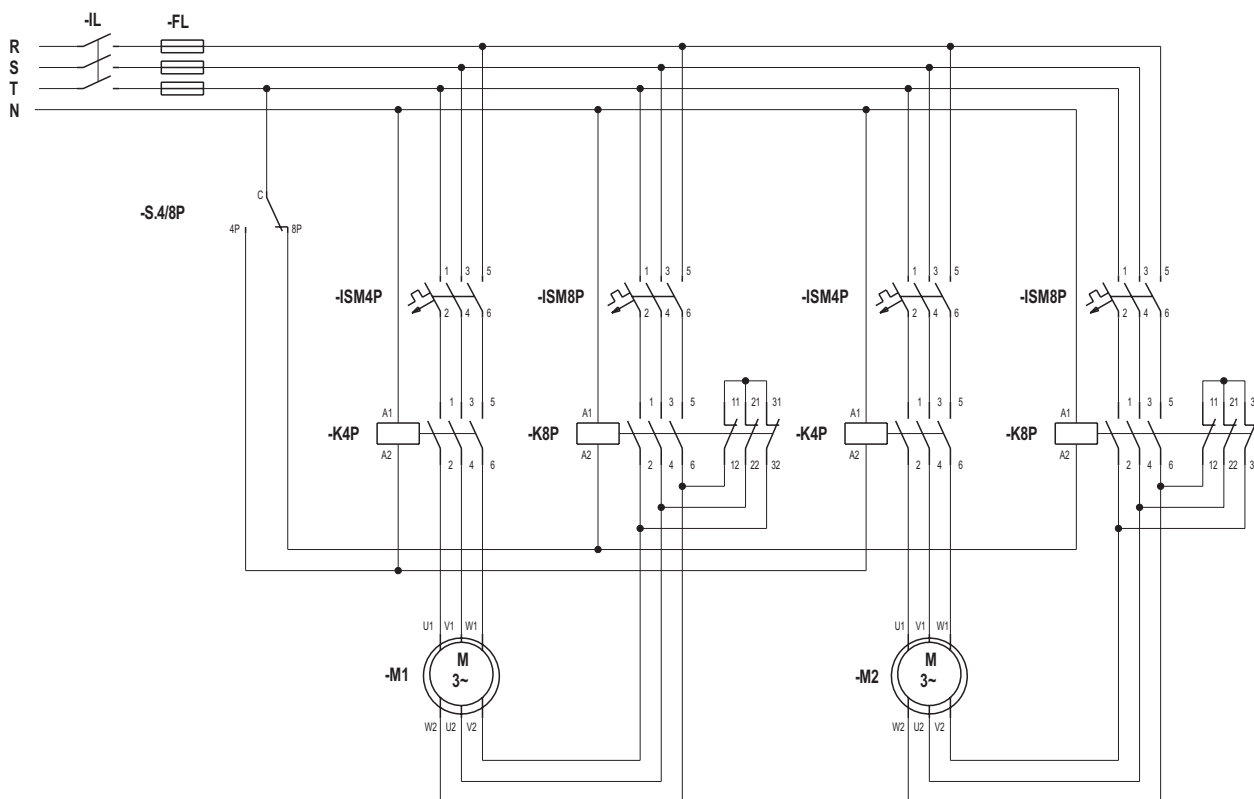 -IL -FL
R
S
T
N
C
-S.4/8P
4P 8P
1 3 5 1 3 5 1 3 5 1 3 5
-ISM4P -ISM8P -ISM4P -ISM8P
2 4 6 2 4 6 2 4 6 2 4 6
A1 1 3 5 A1 1 3 5 11 21 31 A1 1 3 5 A1 1 3 5 11 21
-K4P -K8P -K4P -K8P
A2 2 4 6 A2 2 4 6 12 22 32 A2 2 4 6 A2 2 4 6 12 22
U1 V1 W1 U1 V1 W1
-M1 M 3~ -M2 M 3~
W2 U2 V2 W2 U2 V2